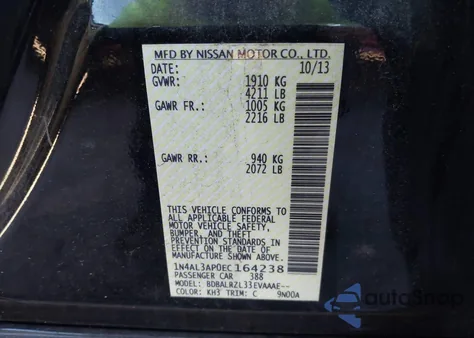 MFD BY NISSAN MOTOR CO., LTD.
DATE: 10/13
GVWR: 1910 KG
4211 LB
GAWR FR.: 1005 KG
2216 LB
GAWR RR.: 940 KG
2072 LB
THIS VEHICLE CONFORMS TO
ALL APPLICABLE FEDERAL
MOTOR VEHICLE SAFETY,
BUMPER, AND THEFT
PREVENTION STANDARDS
IN EFFECT ON THE DATE OF
MANUFACTURE SHOWN ABOVE.
1N4AL3AP0EC164238
PASSENGER CAR 388
MODEL: BDBALRZL33EVAAAE--
COLOR: KH3 TRIM: C 9N00A
AutoSnap